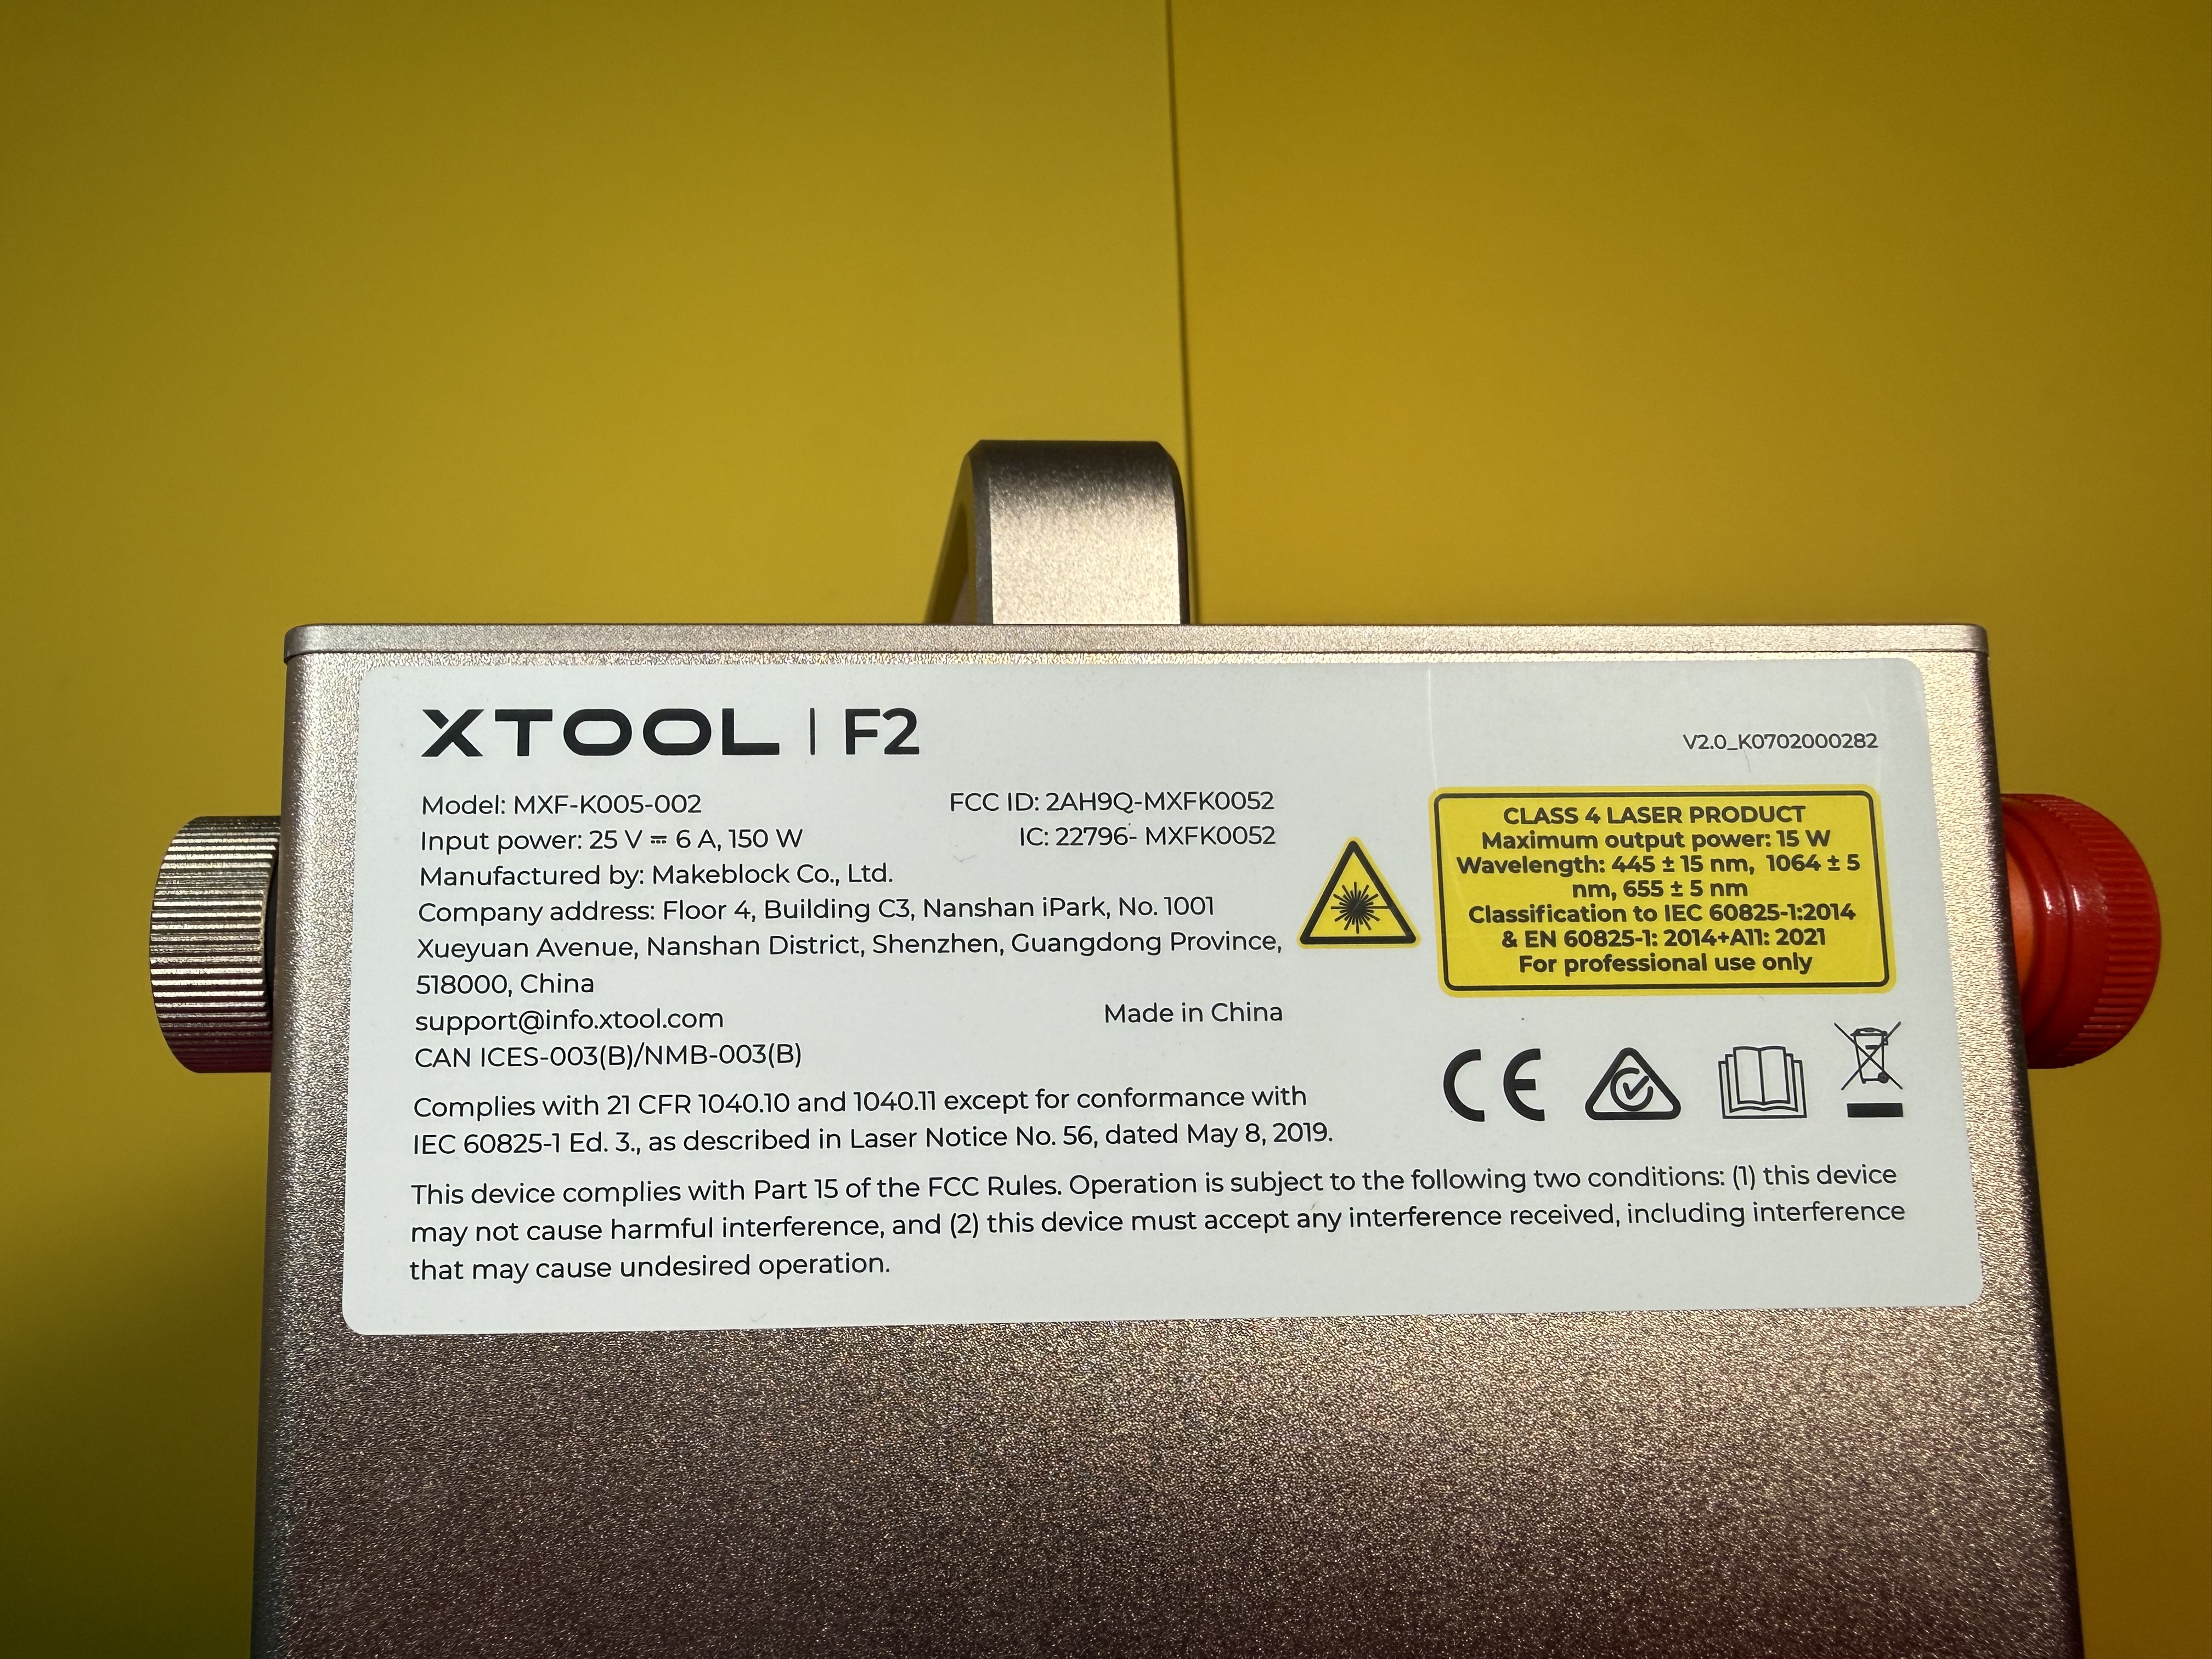 XTOOL | F2
V2.0_K0702000282
Model: MXF-K005-002
Input power: 25 V ⎓ 6 A, 150 W
Manufactured by: Makeblock Co., Ltd.
Company address: Floor 4, Building C3, Nanshan iPark, No. 1001
Xueyuan Avenue, Nanshan District, Shenzhen, Guangdong Province,
518000, China
support@info.xtool.com
CAN ICES-003(B)/NMB-003(B)
FCC ID: 2AH9Q-MXFK0052
IC: 22796- MXFK0052
Made in China
CLASS 4 LASER PRODUCT
Maximum output power: 15 W
Wavelength: 445 ± 15 nm, 1064 ± 5
nm, 655 ± 5 nm
Classification to IEC 60825-1:2014
& EN 60825-1: 2014+A11: 2021
For professional use only
CE
Complies with 21 CFR 1040.10 and 1040.11 except for conformance with
IEC 60825-1 Ed. 3., as described in Laser Notice No. 56, dated May 8, 2019.
This device complies with Part 15 of the FCC Rules. Operation is subject to the following two conditions: (1) this device
may not cause harmful interference, and (2) this device must accept any interference received, including interference
that may cause undesired operation.